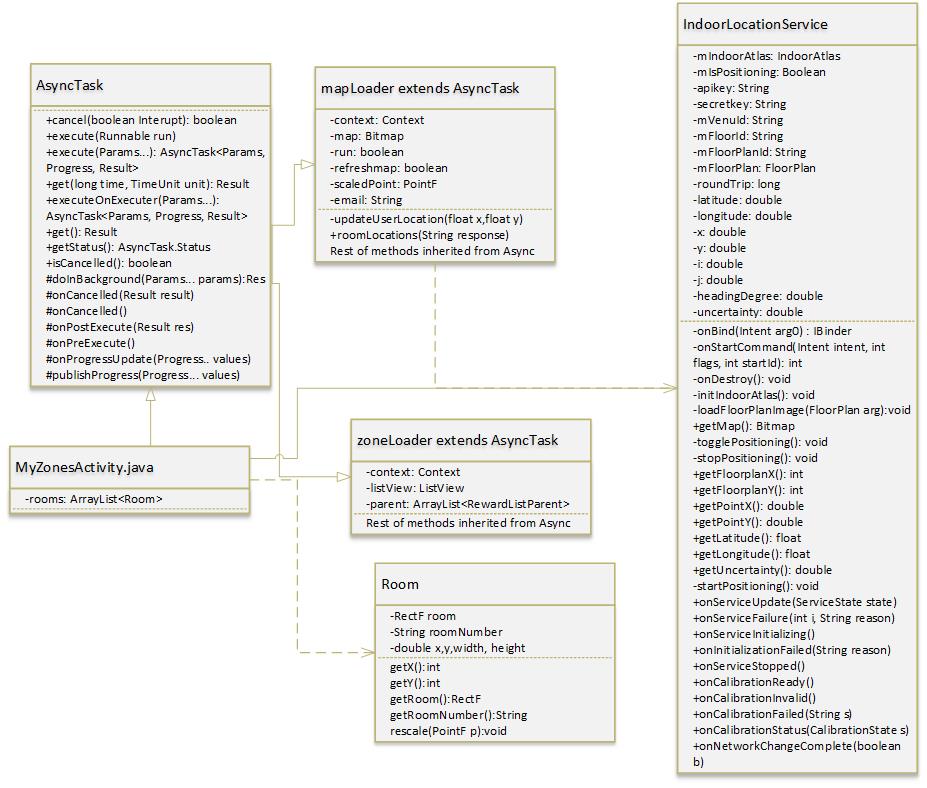 AsyncTask
+cancel(boolean Interupt): boolean
+execute(Runnable run)
+execute(Params...): AsyncTask<Params,
Progress, Result>
+get(long time, TimeUnit unit): Result
+executeOnExecuter(Params...):
AsyncTask<Params, Progress, Result>
+get(): Result
+getStatus(): AsyncTask.Status
+isCancelled(): boolean
#doInBackground(Params... params):Res
#onCancelled(Result result)
#onCancelled()
#onPostExecute(Result res)
#onPreExecute()
#onProgressUpdate(Progress.. values)
#publishProgress(Progress... values)
MyZonesActivity.java
-rooms: ArrayList<Room>
mapLoader extends AsyncTask
-context: Context
-map: Bitmap
-run: boolean
-refreshmap: boolean
-scaledPoint: PointF
-email: String
-updateUserLocation(float x,float y)
+roomLocations(String response)
Rest of methods inherited from Async
zoneLoader extends AsyncTask
-context: Context
-listView: ListView
-parent: ArrayList<RewardListParent>
Rest of methods inherited from Async
Room
-RectF room
-String roomNumber
-double x,y,width, height
getX():int
getY():int
getRoom():RectF
getRoomNumber():String
rescale(PointF p):void
IndoorLocationService
-mIndoorAtlas: IndoorAtlas
-mIsPositioning: Boolean
-apikey: String
-secretkey: String
-mVenuId: String
-mFloorId: String
-mFloorPlanId: String
-mFloorPlan: FloorPlan
-roundTrip: long
-latitude: double
-longitude: double
-x: double
-y: double
-i: double
-j: double
-headingDegree: double
-uncertainty: double
-onBind(Intent arg0) : IBinder
-onStartCommand(Intent intent, int
flags, int startId): int
-onDestroy(): void
-initIndoorAtlas(): void
-loadFloorPlanImage(FloorPlan arg):void
+getMap(): Bitmap
-togglePositioning(): void
-stopPositioning(): void
+getFloorplanX(): int
+getFloorplanY(): int
+getPointX(): double
+getPointY(): double
+getLatitude(): float
+getLongitude(): float
+getUncertainty(): double
-startPositioning(): void
+onServiceUpdate(ServiceState state)
+onServiceFailure(int i, String reason)
+onServiceInitializing()
+onInitializationFailed(String reason)
+onServiceStopped()
+onCalibrationReady()
+onCalibrationInvalid()
+onCalibrationFailed(String s)
+onCalibrationStatus(CalibrationState s)
+onNetworkChangeComplete(boolean
b)